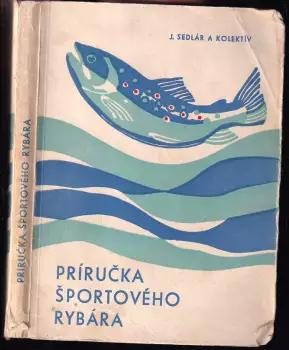 J. SEDLÁR A KOLEKTÍV
PRÍRUČKA
ŠPORTOVÉHO
RYBÁRA
PRÍRUČKA ŠPORTOVÉHO RYBÁRA